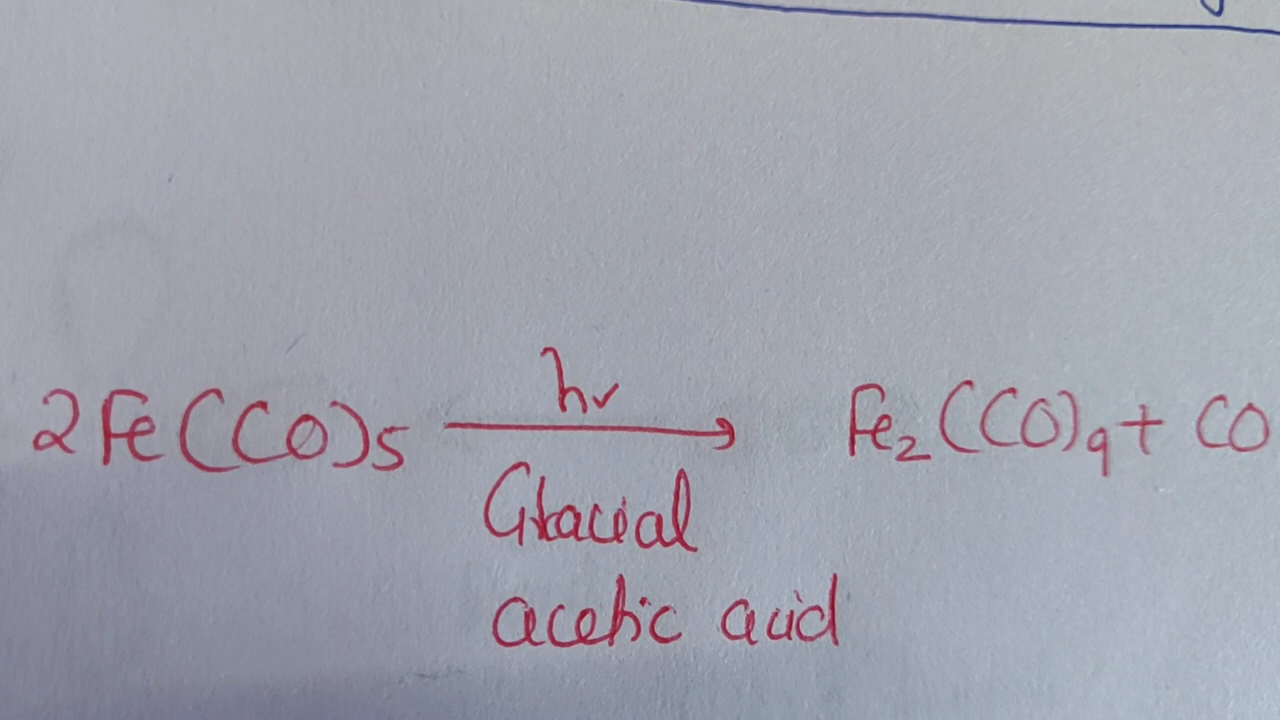 2Fe(CO)5 hν → Fe2(CO)9 + CO
Glacial
acetic acid